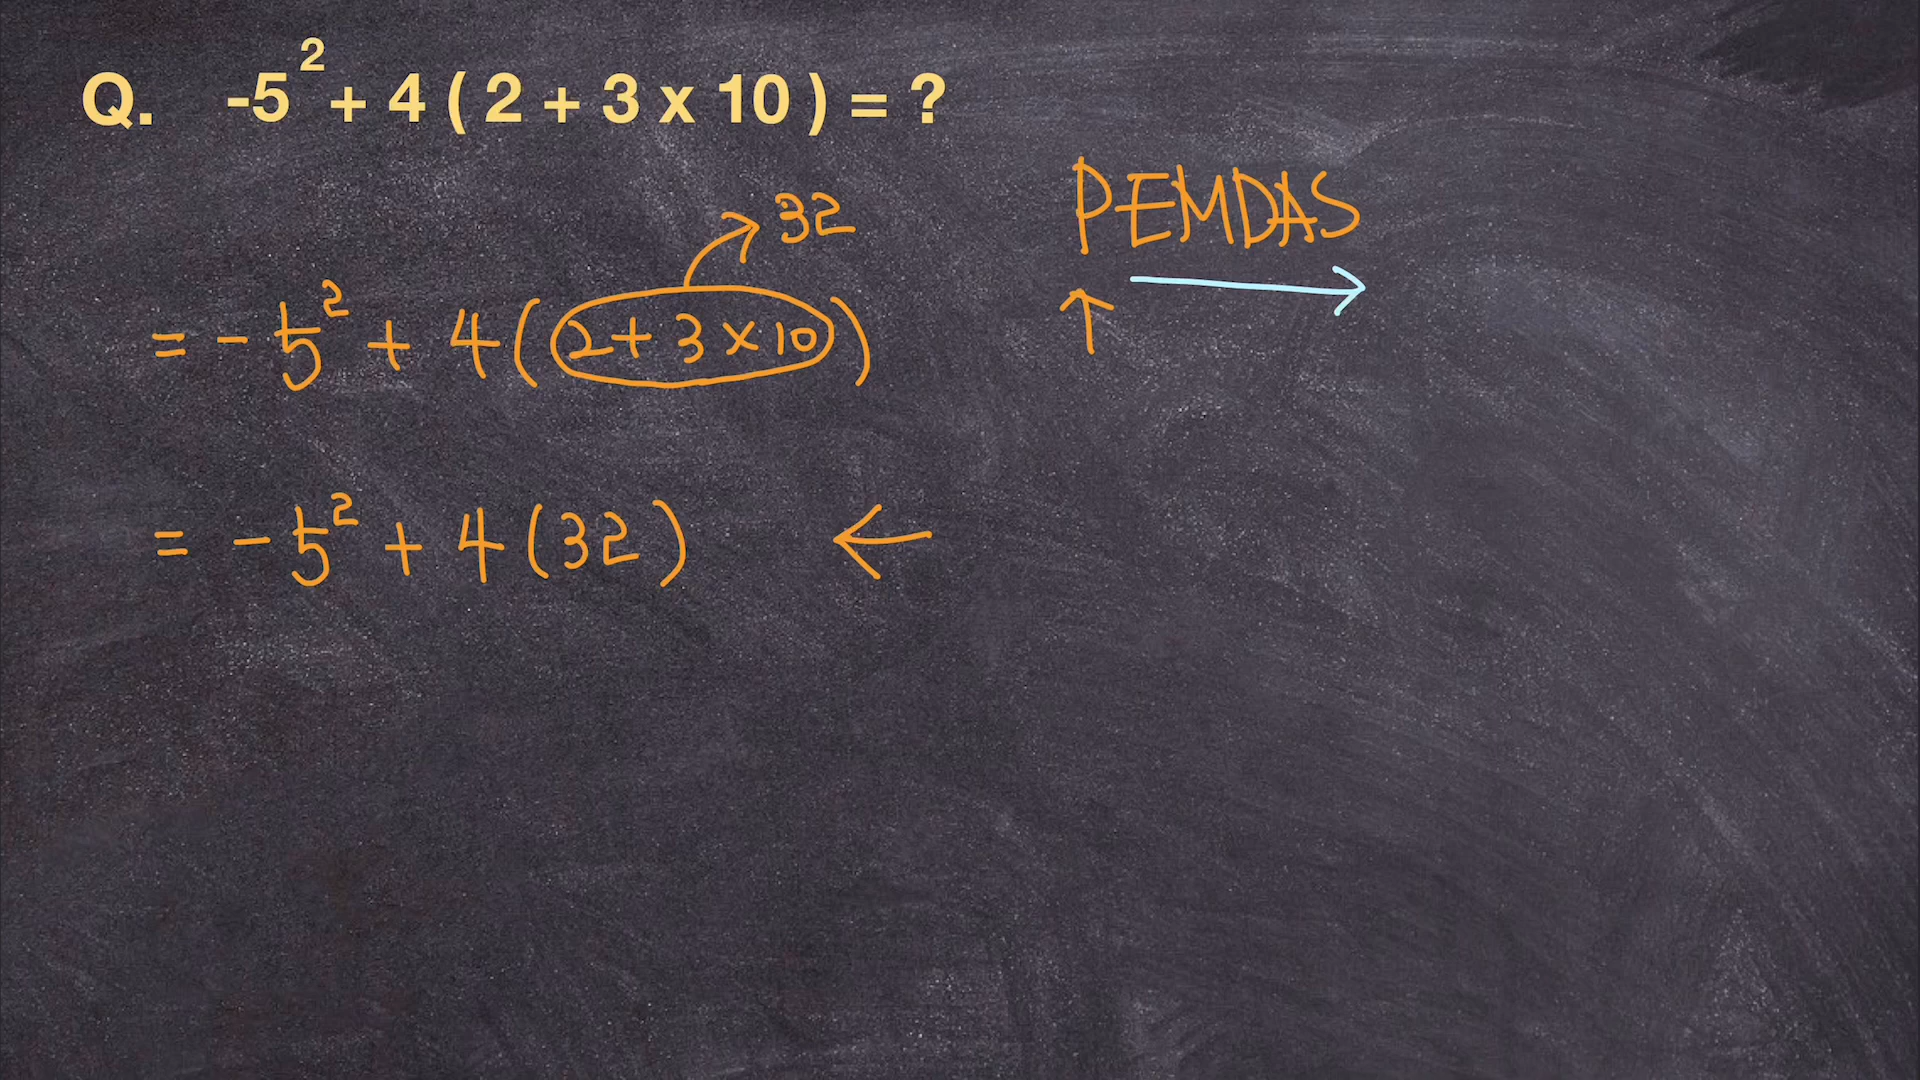 Q. -5² + 4 ( 2 + 3 x 10 ) = ?
PEMDAS
32
= - 5² + 4 ( 2 + 3 × 10 )
= - 5² + 4 ( 32 )